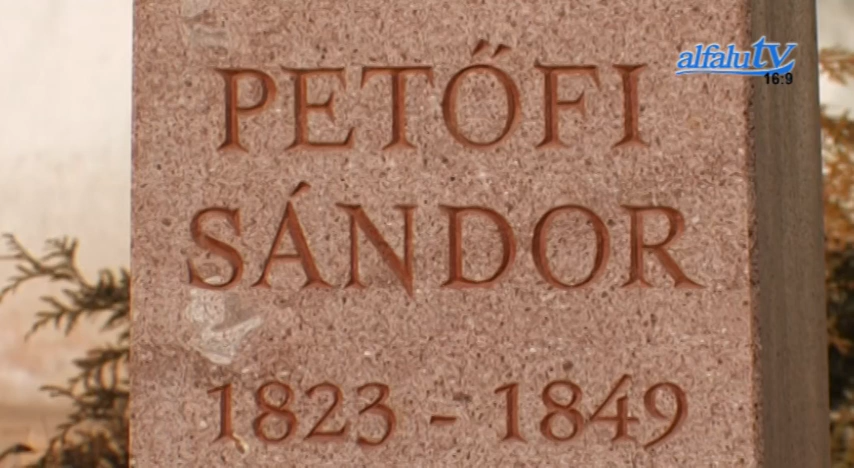 PETŐFI
alfalu tv
16:9
SÁNDOR
1823 - 1849